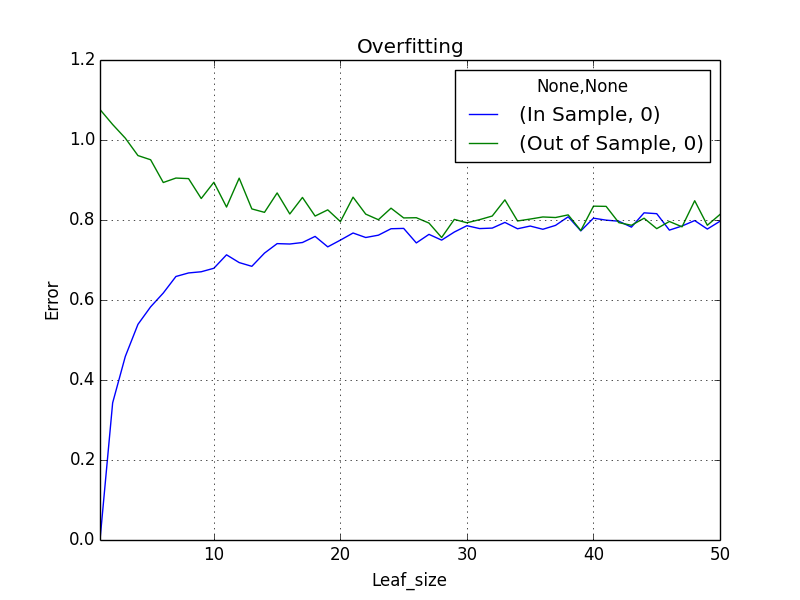 Overfitting
None,None
(In Sample, 0)
(Out of Sample, 0)
Error
1.2
1.0
0.8
0.6
0.4
0.2
0.0
10 20 30 40 50
Leaf_size